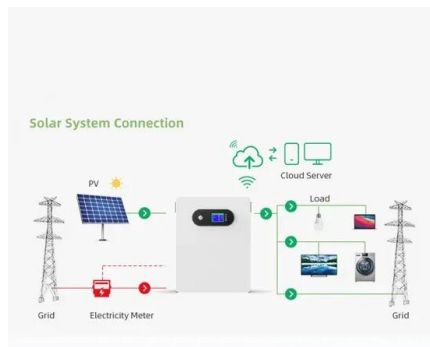 Solar System Connection
Cloud Server
PV
Load
Grid
Electricity Meter
Grid